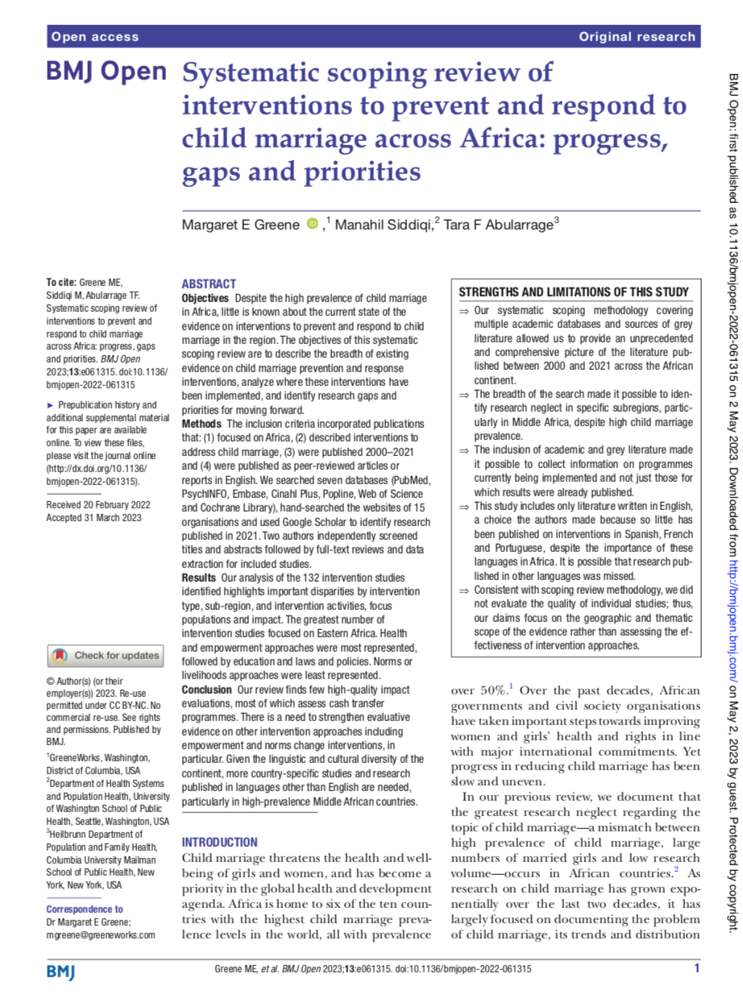 Open access
Original research
BMJ Open
Systematic scoping review of
interventions to prevent and respond to
child marriage across Africa: progress,
gaps and priorities
Margaret E Greene iD ,1 Manahil Siddiqi,2 Tara F Abularrage3
To cite: Greene ME,
Siddiqi M, Abularrage TF.
Systematic scoping review of
interventions to prevent and
respond to child marriage
across Africa: progress, gaps
and priorities. BMJ Open
2023;13:e061315. doi:10.1136/
bmjopen-2022-061315
► Prepublication history and
additional supplemental material
for this paper are available
online. To view these files,
please visit the journal online
(http://dx.doi.org/10.1136/
bmjopen-2022-061315).
Received 20 February 2022
Accepted 31 March 2023
Check for updates
© Author(s) (or their
employer(s)) 2023. Re-use
permitted under CC BY-NC. No
commercial re-use. See rights
and permissions. Published by
BMJ.
1GreeneWorks, Washington,
District of Columbia, USA
2Department of Health Systems
and Population Health, University
of Washington School of Public
Health, Seattle, Washington, USA
3Heilbrunn Department of
Population and Family Health,
Columbia University Mailman
School of Public Health, New
York, New York, USA
Correspondence to
Dr Margaret E Greene;
mgreene@greeneworks.com
ABSTRACT
Objectives Despite the high prevalence of child marriage
in Africa, little is known about the current state of the
evidence on interventions to prevent and respond to child
marriage in the region. The objectives of this systematic
scoping review are to describe the breadth of existing
evidence on child marriage prevention and response
interventions, analyze where these interventions have
been implemented, and identify research gaps and
priorities for moving forward.
Methods The inclusion criteria incorporated publications
that: (1) focused on Africa, (2) described interventions to
address child marriage, (3) were published 2000–2021
and (4) were published as peer-reviewed articles or
reports in English. We searched seven databases (PubMed,
PsychINFO, Embase, Cinahl Plus, Popline, Web of Science
and Cochrane Library), hand-searched the websites of 15
organisations and used Google Scholar to identify research
published in 2021. Two authors independently screened
titles and abstracts followed by full-text reviews and data
extraction for included studies.
Results Our analysis of the 132 intervention studies
identified highlights important disparities by intervention
type, sub-region, and intervention activities, focus
populations and impact. The greatest number of
intervention studies focused on Eastern Africa. Health
and empowerment approaches were most represented,
followed by education and laws and policies. Norms or
livelihoods approaches were least represented.
Conclusion Our review finds few high-quality impact
evaluations, most of which assess cash transfer
programmes. There is a need to strengthen evaluative
evidence on other intervention approaches including
empowerment and norms change interventions, in
particular. Given the linguistic and cultural diversity of the
continent, more country-specific studies and research
published in languages other than English are needed,
particularly in high-prevalence Middle African countries.
INTRODUCTION
Child marriage threatens the health and well-
being of girls and women, and has become a
priority in the global health and development
agenda. Africa is home to six of the ten coun-
tries with the highest child marriage preva-
lence levels in the world, all with prevalence
STRENGTHS AND LIMITATIONS OF THIS STUDY
⇒ Our systematic scoping methodology covering
multiple academic databases and sources of grey
literature allowed us to provide an unprecedented
and comprehensive picture of the literature pub-
lished between 2000 and 2021 across the African
continent.
⇒ The breadth of the search made it possible to iden-
tify research neglect in specific subregions, partic-
ularly in Middle Africa, despite high child marriage
prevalence.
⇒ The inclusion of academic and grey literature made
it possible to collect information on programmes
currently being implemented and not just those for
which results were already published.
⇒ This study includes only literature written in English,
a choice the authors made because so little has
been published on interventions in Spanish, French
and Portuguese, despite the importance of these
languages in Africa. It is possible that research pub-
lished in other languages was missed.
⇒ Consistent with scoping review methodology, we did
not evaluate the quality of individual studies; thus,
our claims focus on the geographic and thematic
scope of the evidence rather than assessing the ef-
fectiveness of intervention approaches.
over 50%.1 Over the past decades, African
governments and civil society organisations
have taken important steps towards improving
women and girls' health and rights in line
with major international commitments. Yet
progress in reducing child marriage has been
slow and uneven.
In our previous review, we document that
the greatest research neglect regarding the
topic of child marriage—a mismatch between
high prevalence of child marriage, large
numbers of married girls and low research
volume—occurs in African countries.2 As
research on child marriage has grown expo-
nentially over the last two decades, it has
largely focused on documenting the problem
of child marriage, its trends and distribution
BMJ
Greene ME, et al. BMJ Open 2023;13:e061315. doi:10.1136/bmjopen-2022-061315
1
BMJ Open: first published as 10.1136/bmjopen-2022-061315 on 2 May 2023. Downloaded from http://bmjopen.bmj.com/ on May 2, 2023 by guest. Protected by copyright.